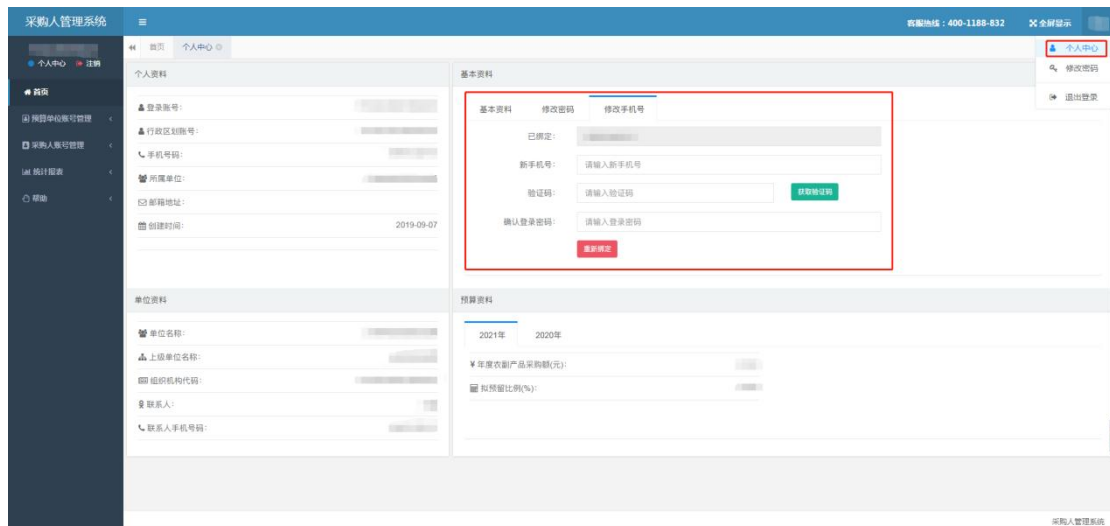 采购人管理系统
客服热线：400-1188-832
全屏显示
个人中心 注销
首页 个人中心
个人中心
修改密码
退出登录
首页
预算单位账号管理
采购人账号管理
统计报表
帮助
个人资料
登录账号：
行政区划账号：
手机号码：
所属单位：
邮箱地址：
创建时间： 2019-09-07
基本资料
基本资料 修改密码 修改手机号
已绑定：
新手机号： 请输入新手机号
验证码： 请输入验证码 获取验证码
确认登录密码： 请输入登录密码
重新绑定
单位资料
单位名称：
上级单位名称：
组织机构代码：
联系人：
联系人手机号码：
预算资料
2021年 2020年
¥ 年度农副产品采购额(元)：
拟预留比例(%)：
采购人管理系统